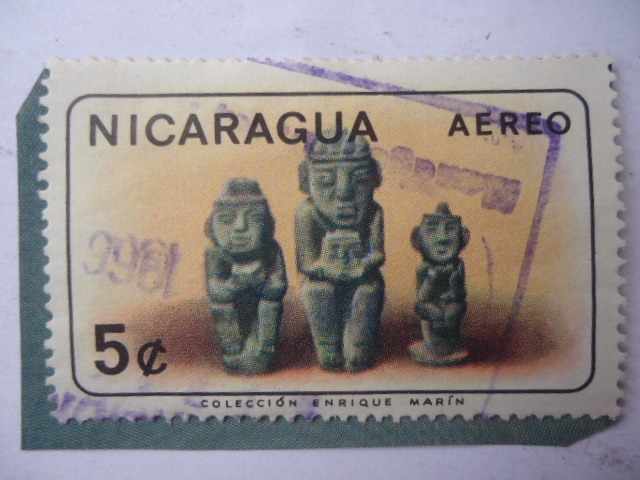 NICARAGUA AEREO
5¢
COLECCIÓN ENRIQUE MARÍN